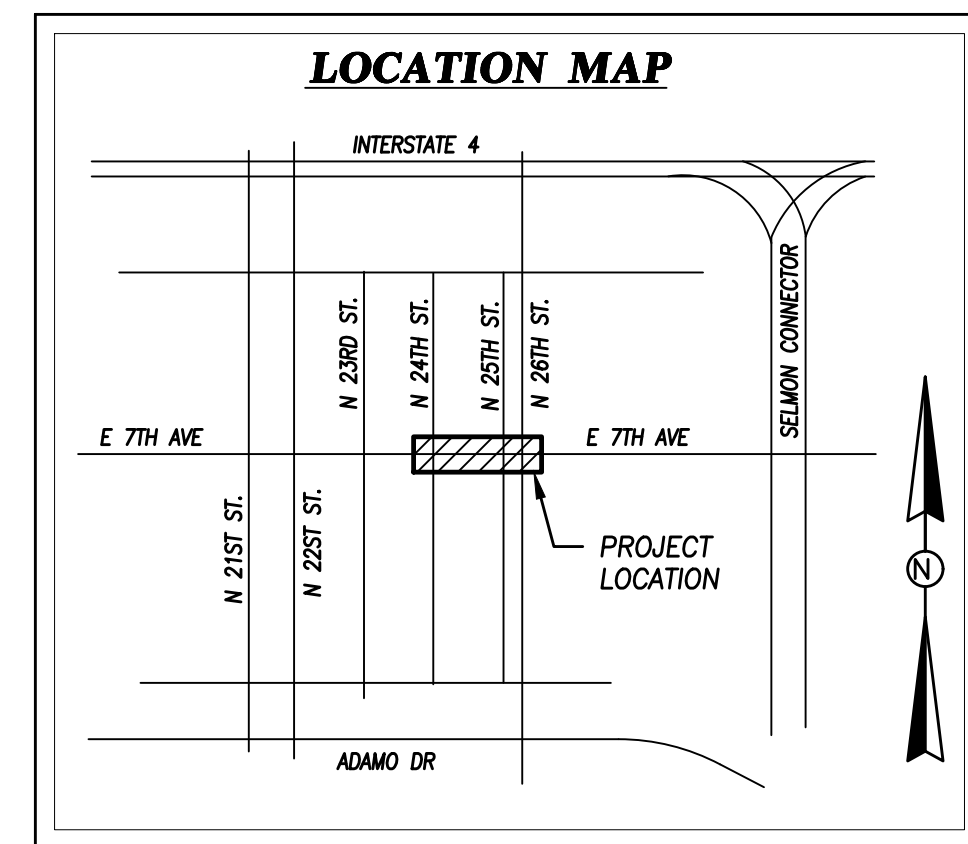 LOCATION MAP
INTERSTATE 4
SELMON CONNECTOR
N 23RD ST.
N 24TH ST.
N 25TH ST.
N 26TH ST.
E 7TH AVE
E 7TH AVE
N 21ST ST.
N 22ST ST.
PROJECT
LOCATION
N
ADAMO DR